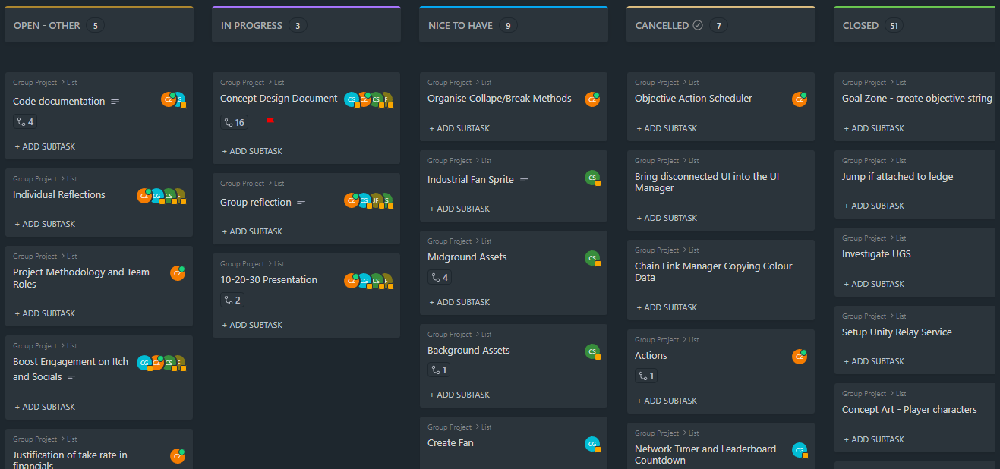 OPEN - OTHER 5
Group Project > List
Code documentation
CZ G
4
+ ADD SUBTASK
Group Project > List
Individual Reflections
CZ CG CS F
+ ADD SUBTASK
Group Project > List
Project Methodology and Team
Roles
CZ
+ ADD SUBTASK
Group Project > List
Boost Engagement on Itch
and Socials
CG CZ CS F
+ ADD SUBTASK
Group Project > List
Justification of take rate in
financials
CZ
IN PROGRESS 3
Group Project > List
Concept Design Document
CG CZ CS F
16
+ ADD SUBTASK
Group Project > List
Group reflection
CZ CG JF S
+ ADD SUBTASK
Group Project > List
10-20-30 Presentation
CZ CG CS F
2
+ ADD SUBTASK
NICE TO HAVE 9
Group Project > List
Organise Collape/Break Methods
CZ
+ ADD SUBTASK
Group Project > List
Industrial Fan Sprite
CS
+ ADD SUBTASK
Group Project > List
Midground Assets
CS
4
+ ADD SUBTASK
Group Project > List
Background Assets
CS
1
+ ADD SUBTASK
Group Project > List
Create Fan
CG
CANCELLED 7
Group Project > List
Objective Action Scheduler
CZ
+ ADD SUBTASK
Group Project > List
Bring disconnected UI into the UI
Manager
+ ADD SUBTASK
Group Project > List
Chain Link Manager Copying Colour
Data
+ ADD SUBTASK
Group Project > List
Actions
CZ
1
+ ADD SUBTASK
Group Project > List
Network Timer and Leaderboard
Countdown
CG
CLOSED 51
Group Project > List
Goal Zone - create objective string
+ ADD SUBTASK
Group Project > List
Jump if attached to ledge
+ ADD SUBTASK
Group Project > List
Investigate UGS
+ ADD SUBTASK
Group Project > List
Setup Unity Relay Service
+ ADD SUBTASK
Group Project > List
Concept Art - Player characters
+ ADD SUBTASK